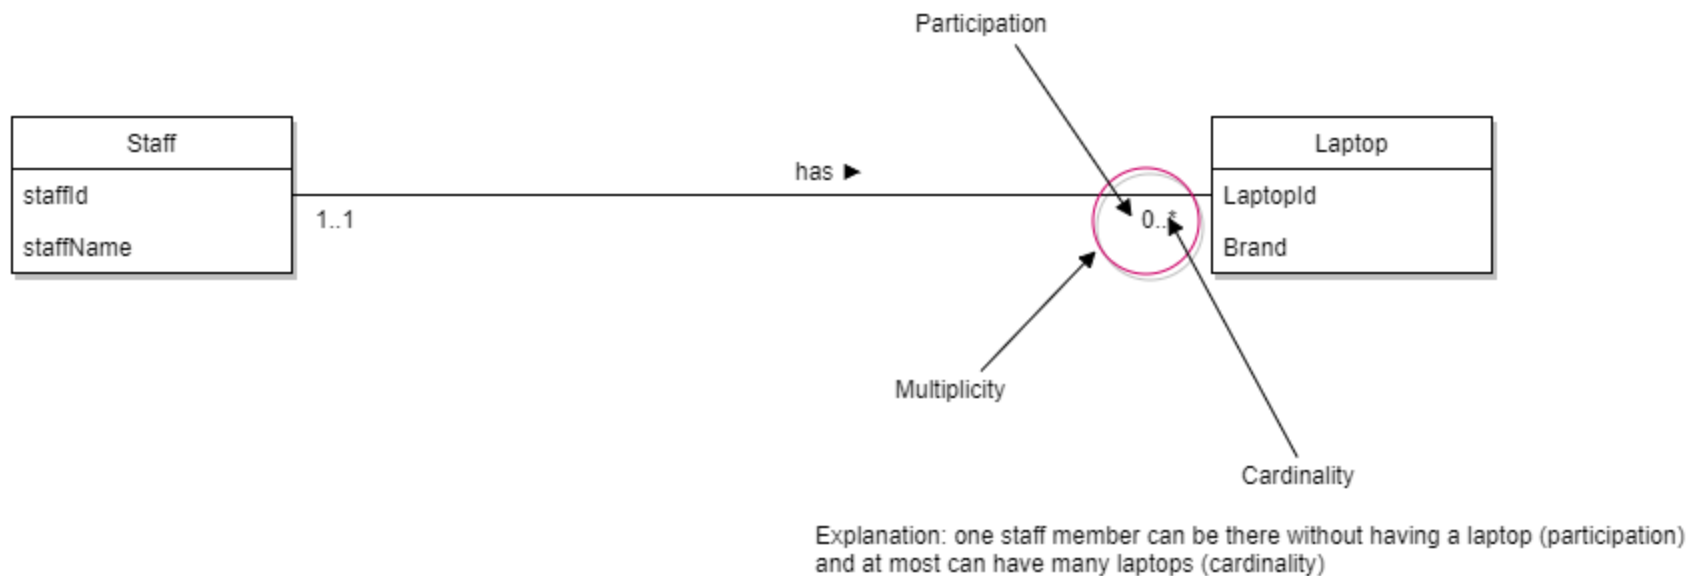 Participation
Staff
staffId
staffName
has ►
1..1
0..*
Laptop
LaptopId
Brand
Multiplicity
Cardinality
Explanation: one staff member can be there without having a laptop (participation)
and at most can have many laptops (cardinality)